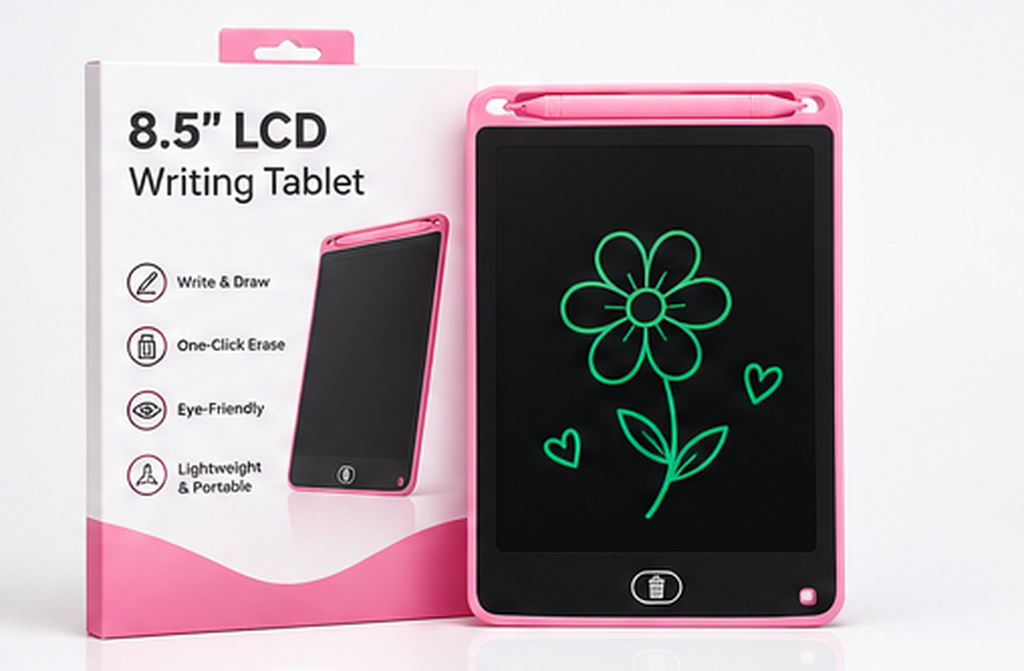 8.5” LCD
Writing Tablet
Write & Draw
One-Click Erase
Eye-Friendly
Lightweight
& Portable